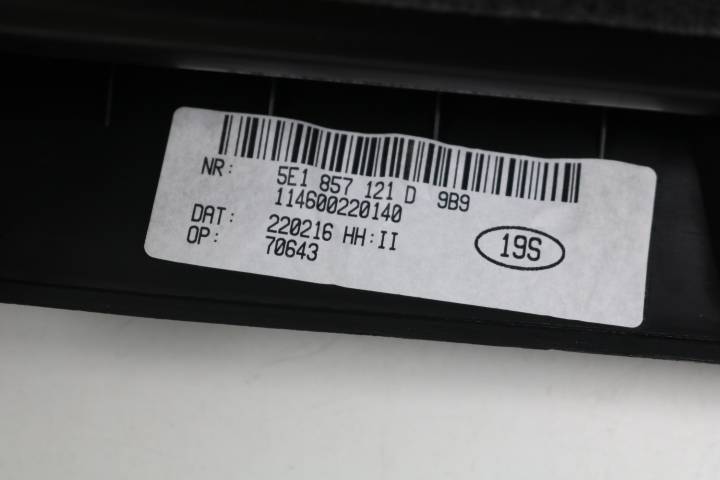 NR: 5E1 857 121 D 9B9
114600220140
DAT: 220216 HH:II
OP: 70643
19S